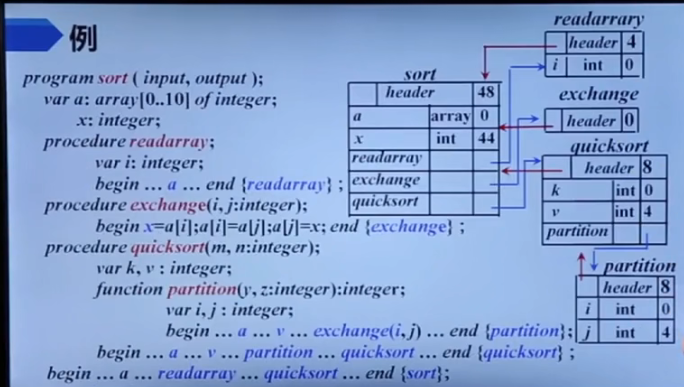 例
program sort ( input, output );
var a: array[0..10] of integer;
x: integer;
procedure readarray;
var i: integer;
begin … a … end {readarray} ;
procedure exchange(i, j:integer);
begin x=a[i];a[i]=a[j];a[j]=x; end {exchange} ;
procedure quicksort(m, n:integer);
var k, v : integer;
function partition(y, z:integer):integer;
var i, j : integer;
begin … a … v … exchange(i, j) … end {partition};
begin … a … v … partition … quicksort … end {quicksort} ;
begin … a … readarray … quicksort … end {sort};
sort
header 48
a array 0
x int 44
readarray
exchange
quicksort
readarrary
header 4
i int 0
exchange
header 0
quicksort
header 8
k int 0
v int 4
partition
partition
header 8
i int 0
j int 4